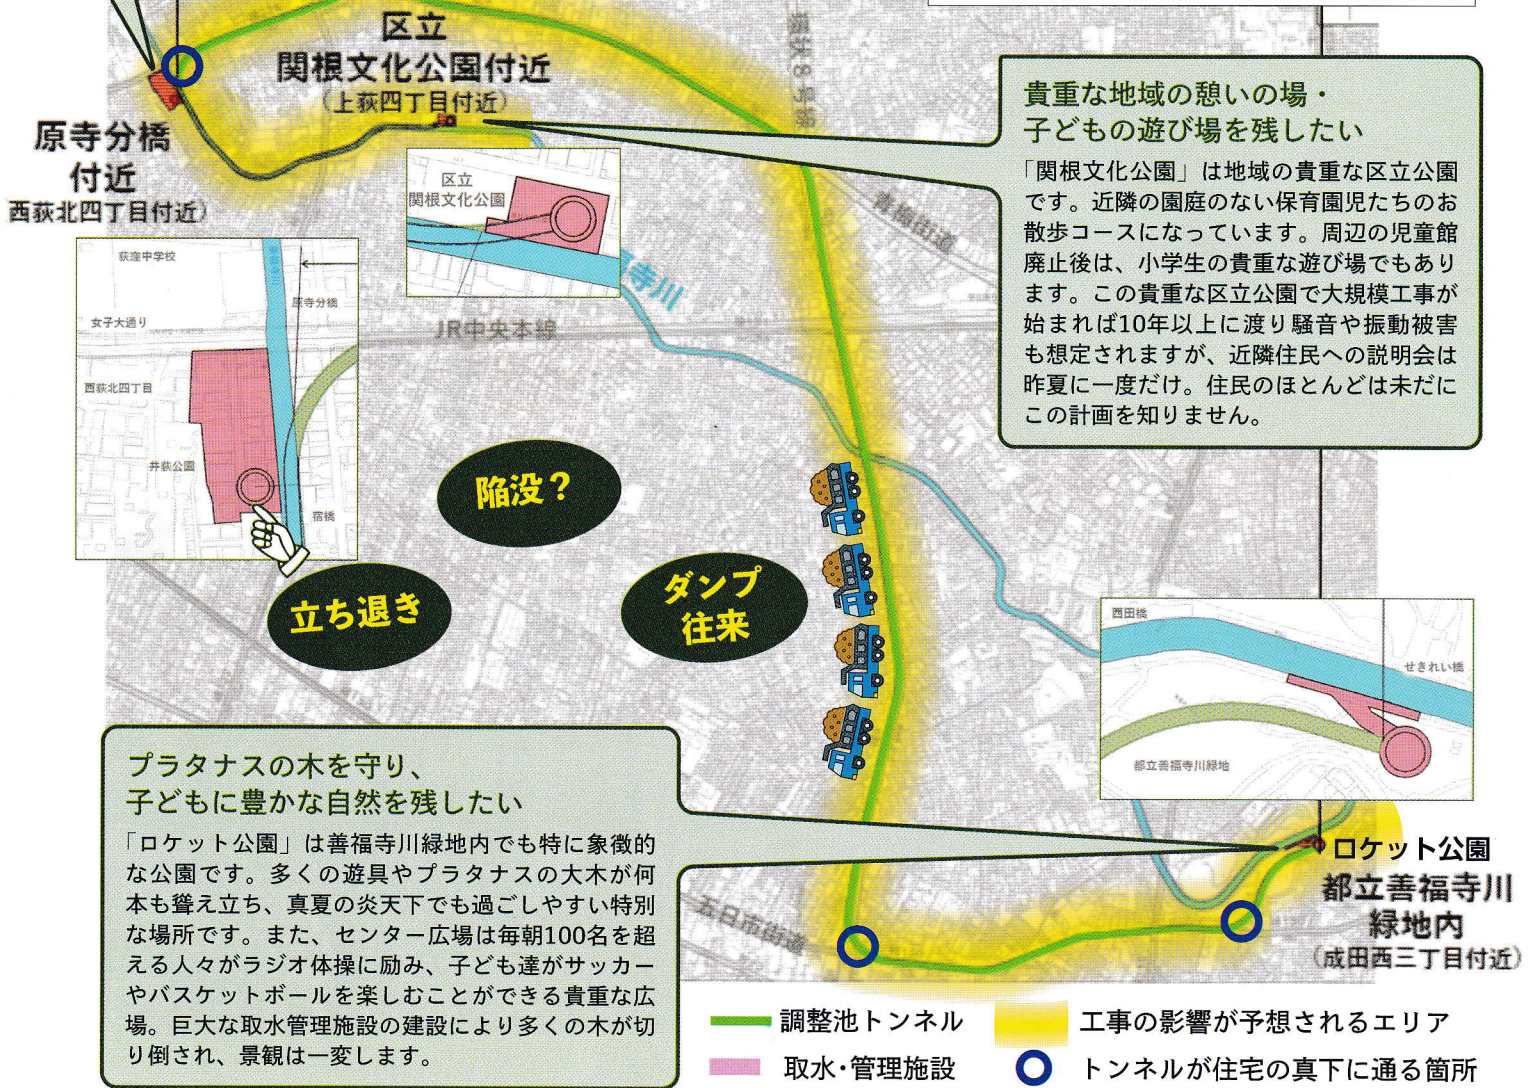 区立
関根文化公園付近
(上荻四丁目付近)
環状8号線
原寺分橋
付近
西荻北四丁目付近)
貴重な地域の憩いの場・
子どもの遊び場を残したい
「関根文化公園」は地域の貴重な区立公園
です。近隣の園庭のない保育園児たちのお
散歩コースになっています。周辺の児童館
廃止後は、小学生の貴重な遊び場でもあり
ます。この貴重な区立公園で大規模工事が
始まれば10年以上に渡り騒音や振動被害
も想定されますが、近隣住民への説明会は
昨夏に一度だけ。住民のほとんどは未だに
この計画を知りません。
区立
関根文化公園
青梅街道
寺川
JR中央本線
荻窪中学校
原寺分橋
女子大通り
西荻北四丁目
井荻公園
宿橋
陥没？
立ち退き
ダンプ
往来
西田橋
せきれい橋
都立善福寺川緑地
プラタナスの木を守り、
子どもに豊かな自然を残したい
「ロケット公園」は善福寺川緑地内でも特に象徴的
な公園です。多くの遊具やプラタナスの大木が何
本も聳え立ち、真夏の炎天下でも過ごしやすい特別
な場所です。また、センター広場は毎朝100名を超
える人々がラジオ体操に励み、子ども達がサッカー
やバスケットボールを楽しむことができる貴重な広
場。巨大な取水管理施設の建設により多くの木が切
り倒され、景観は一変します。
五日市街道
ロケット公園
都立善福寺川
緑地内
(成田西三丁目付近)
調整池トンネル
工事の影響が予想されるエリア
取水・管理施設
トンネルが住宅の真下に通る箇所